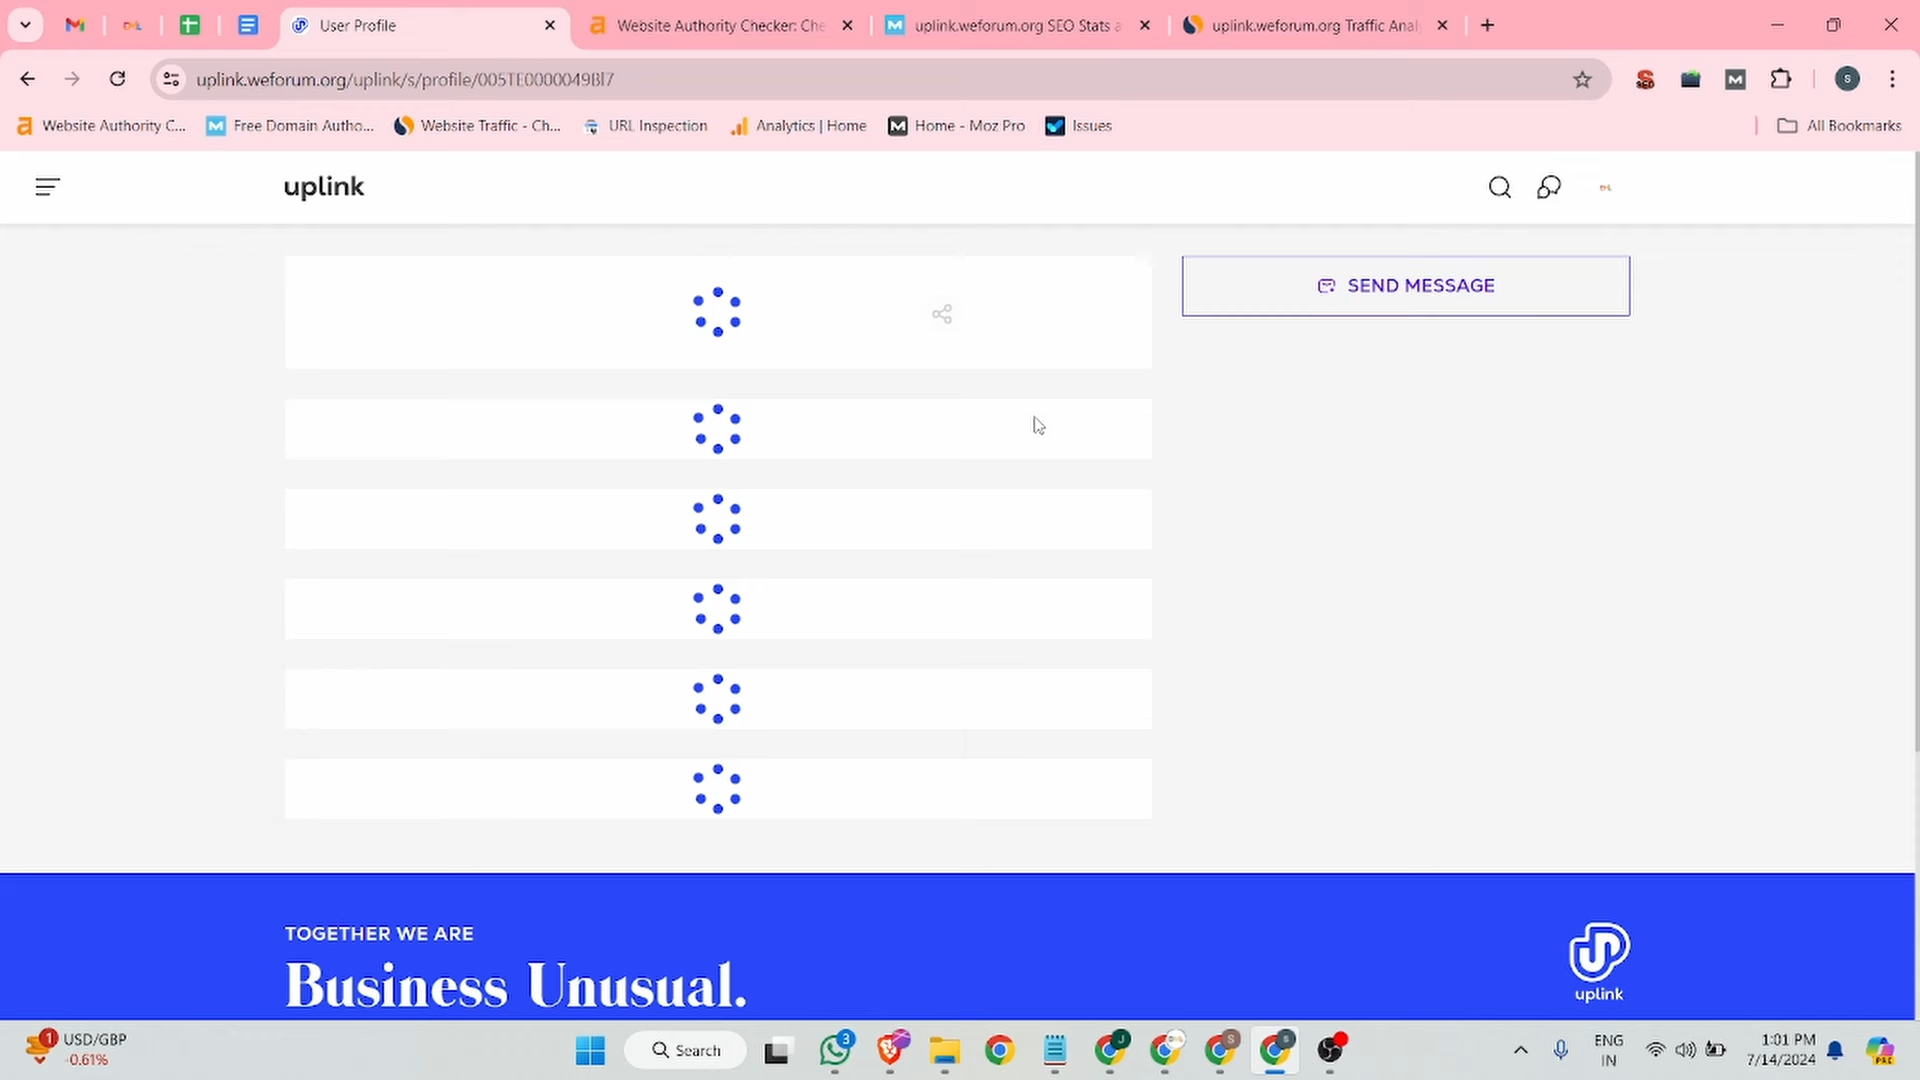 User Profile
Website Authority Checker: Che
uplink.weforum.org SEO Stats a
uplink.weforum.org Traffic Anal
uplink.weforum.org/uplink/s/profile/005TE0000049Bl7
S
Website Authority C...
Free Domain Autho...
Website Traffic - Ch...
URL Inspection
Analytics | Home
Home - Moz Pro
Issues
All Bookmarks
uplink
SEND MESSAGE
TOGETHER WE ARE
Business Unusual.
uplink
1
USD/GBP
-0.61%
Search
3
J
S
S
ENG
IN
1:01 PM
7/14/2024